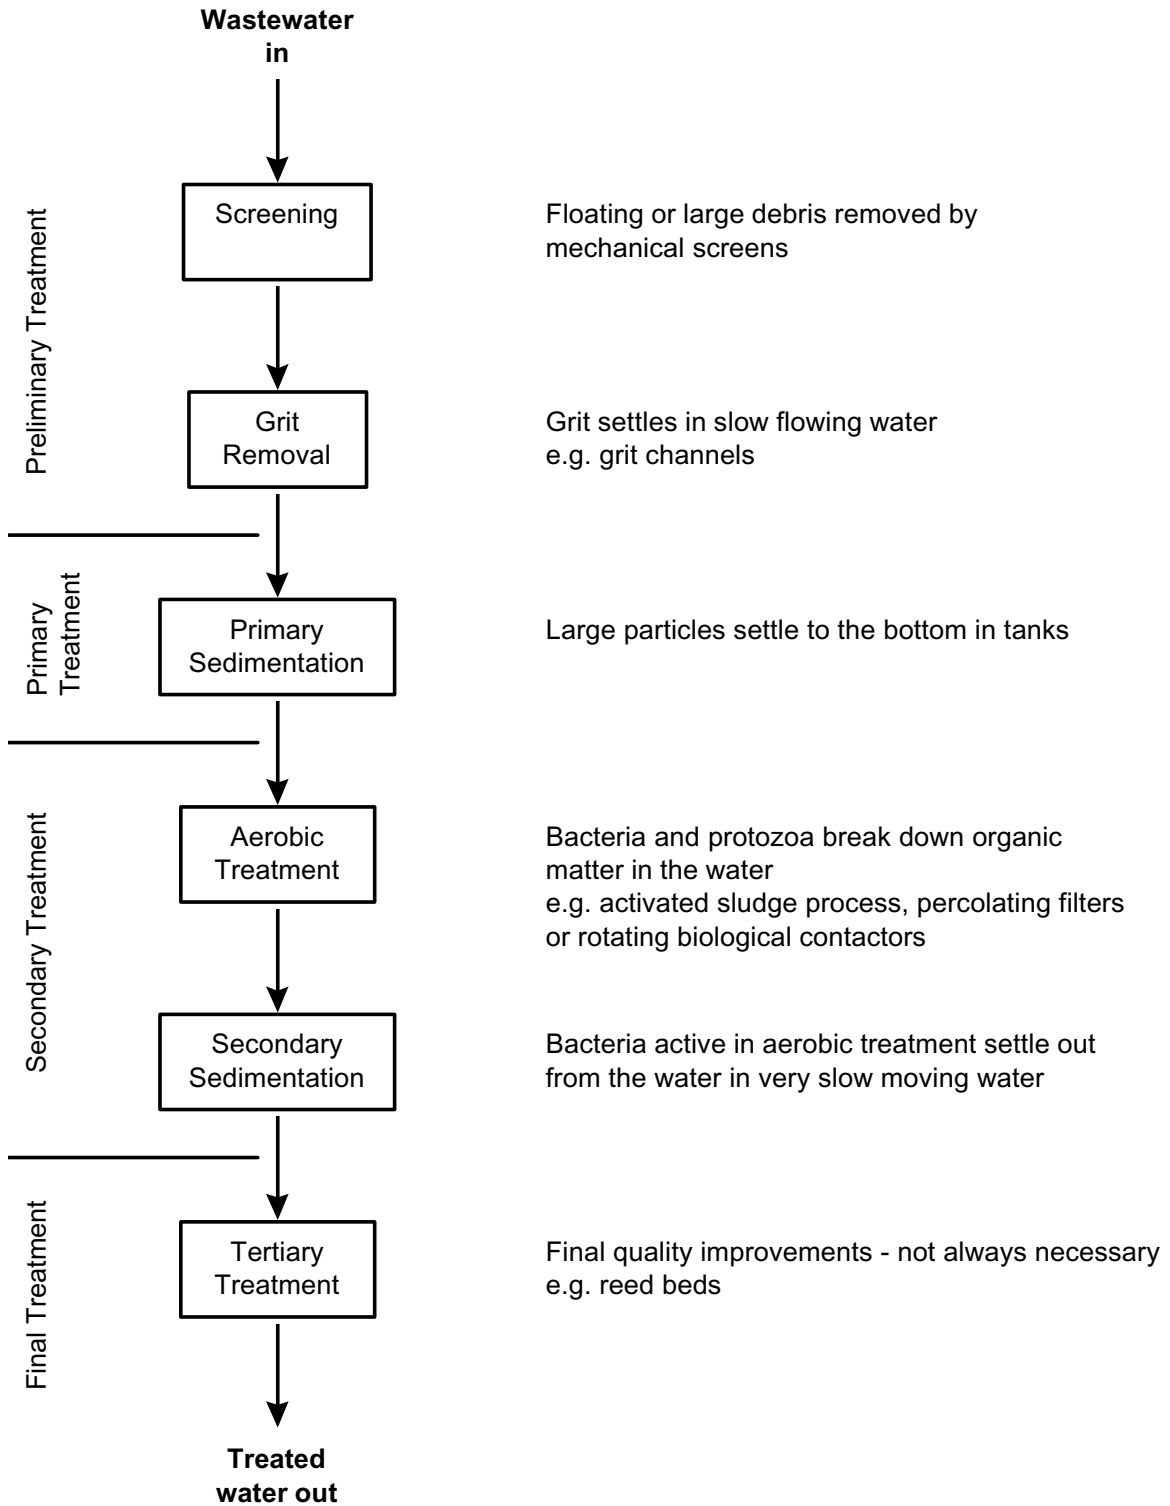 Wastewater
in
Preliminary Treatment
Screening
Floating or large debris removed by
mechanical screens
Grit
Removal
Grit settles in slow flowing water
e.g. grit channels
Primary
Treatment
Primary
Sedimentation
Large particles settle to the bottom in tanks
Secondary Treatment
Aerobic
Treatment
Bacteria and protozoa break down organic
matter in the water
e.g. activated sludge process, percolating filters
or rotating biological contactors
Secondary
Sedimentation
Bacteria active in aerobic treatment settle out
from the water in very slow moving water
Final Treatment
Tertiary
Treatment
Final quality improvements - not always necessary
e.g. reed beds
Treated
water out